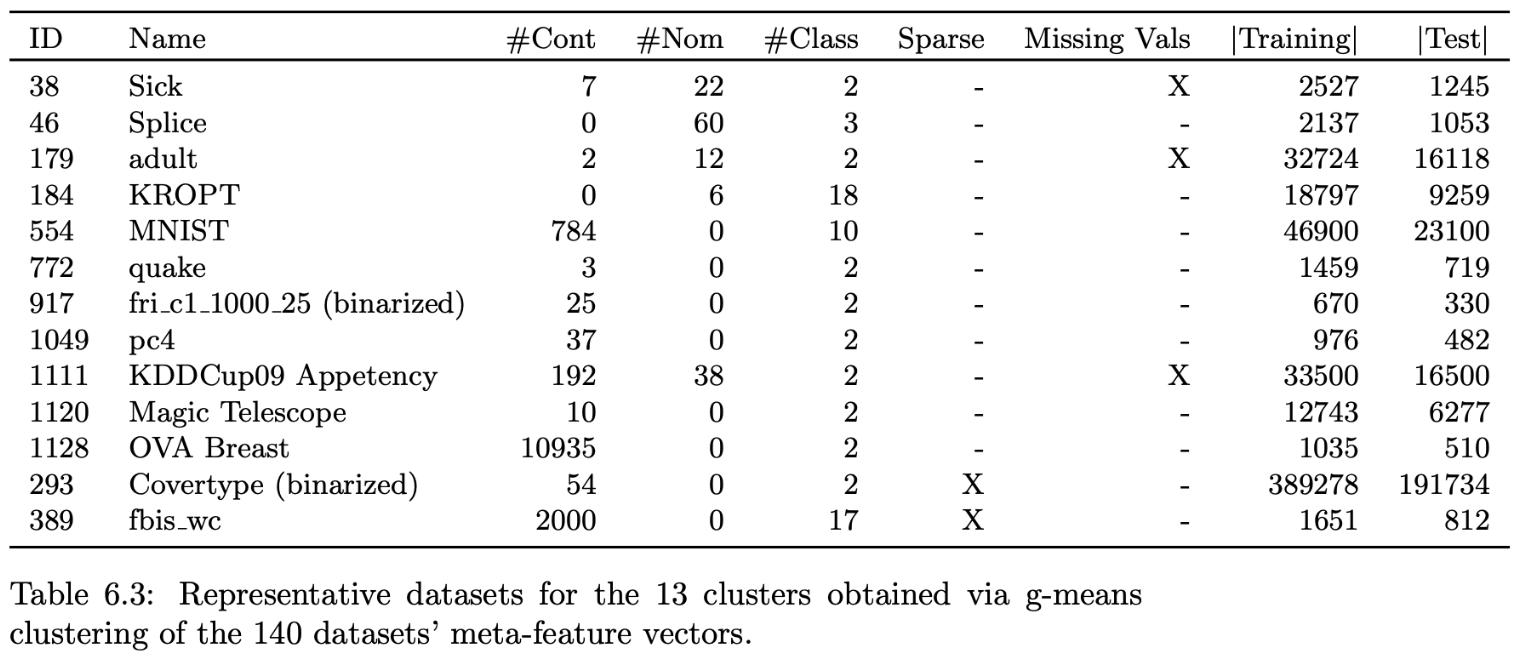 ID Name #Cont #Nom #Class Sparse Missing Vals |Training| |Test|
38 Sick 7 22 2 - X 2527 1245
46 Splice 0 60 3 - - 2137 1053
179 adult 2 12 2 - X 32724 16118
184 KROPT 0 6 18 - - 18797 9259
554 MNIST 784 0 10 - - 46900 23100
772 quake 3 0 2 - - 1459 719
917 fri_c1_1000_25 (binarized) 25 0 2 - - 670 330
1049 pc4 37 0 2 - - 976 482
1111 KDDCup09 Appetency 192 38 2 - X 33500 16500
1120 Magic Telescope 10 0 2 - - 12743 6277
1128 OVA Breast 10935 0 2 - - 1035 510
293 Covertype (binarized) 54 0 2 X - 389278 191734
389 fbis_wc 2000 0 17 X - 1651 812
Table 6.3: Representative datasets for the 13 clusters obtained via g-means
clustering of the 140 datasets' meta-feature vectors.